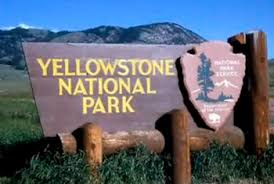 YELLOWSTONE
NATIONAL
PARK
NATIONAL
PARK
SERVICE